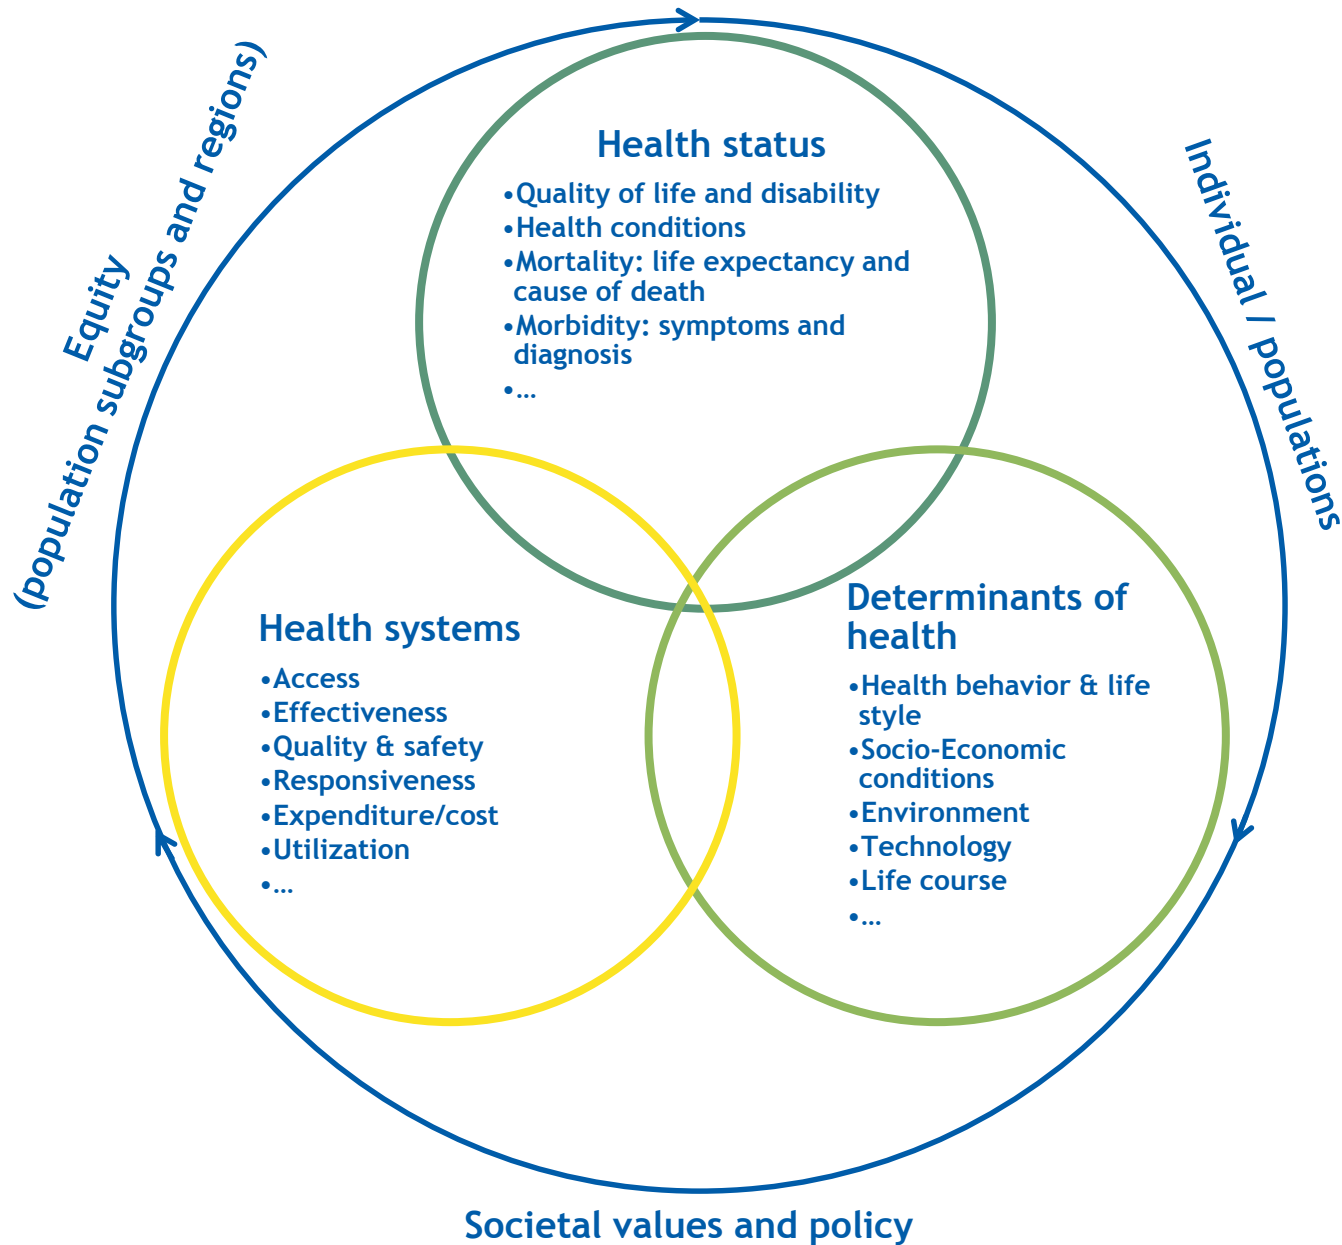 Equity
(population subgroups and regions)
Individual / populations
Health status
•Quality of life and disability
•Health conditions
•Mortality: life expectancy and
cause of death
•Morbidity: symptoms and
diagnosis
•…
Health systems
•Access
•Effectiveness
•Quality & safety
•Responsiveness
•Expenditure/cost
•Utilization
•…
Determinants of
health
•Health behavior & life
style
•Socio-Economic
conditions
•Environment
•Technology
•Life course
•…
Societal values and policy